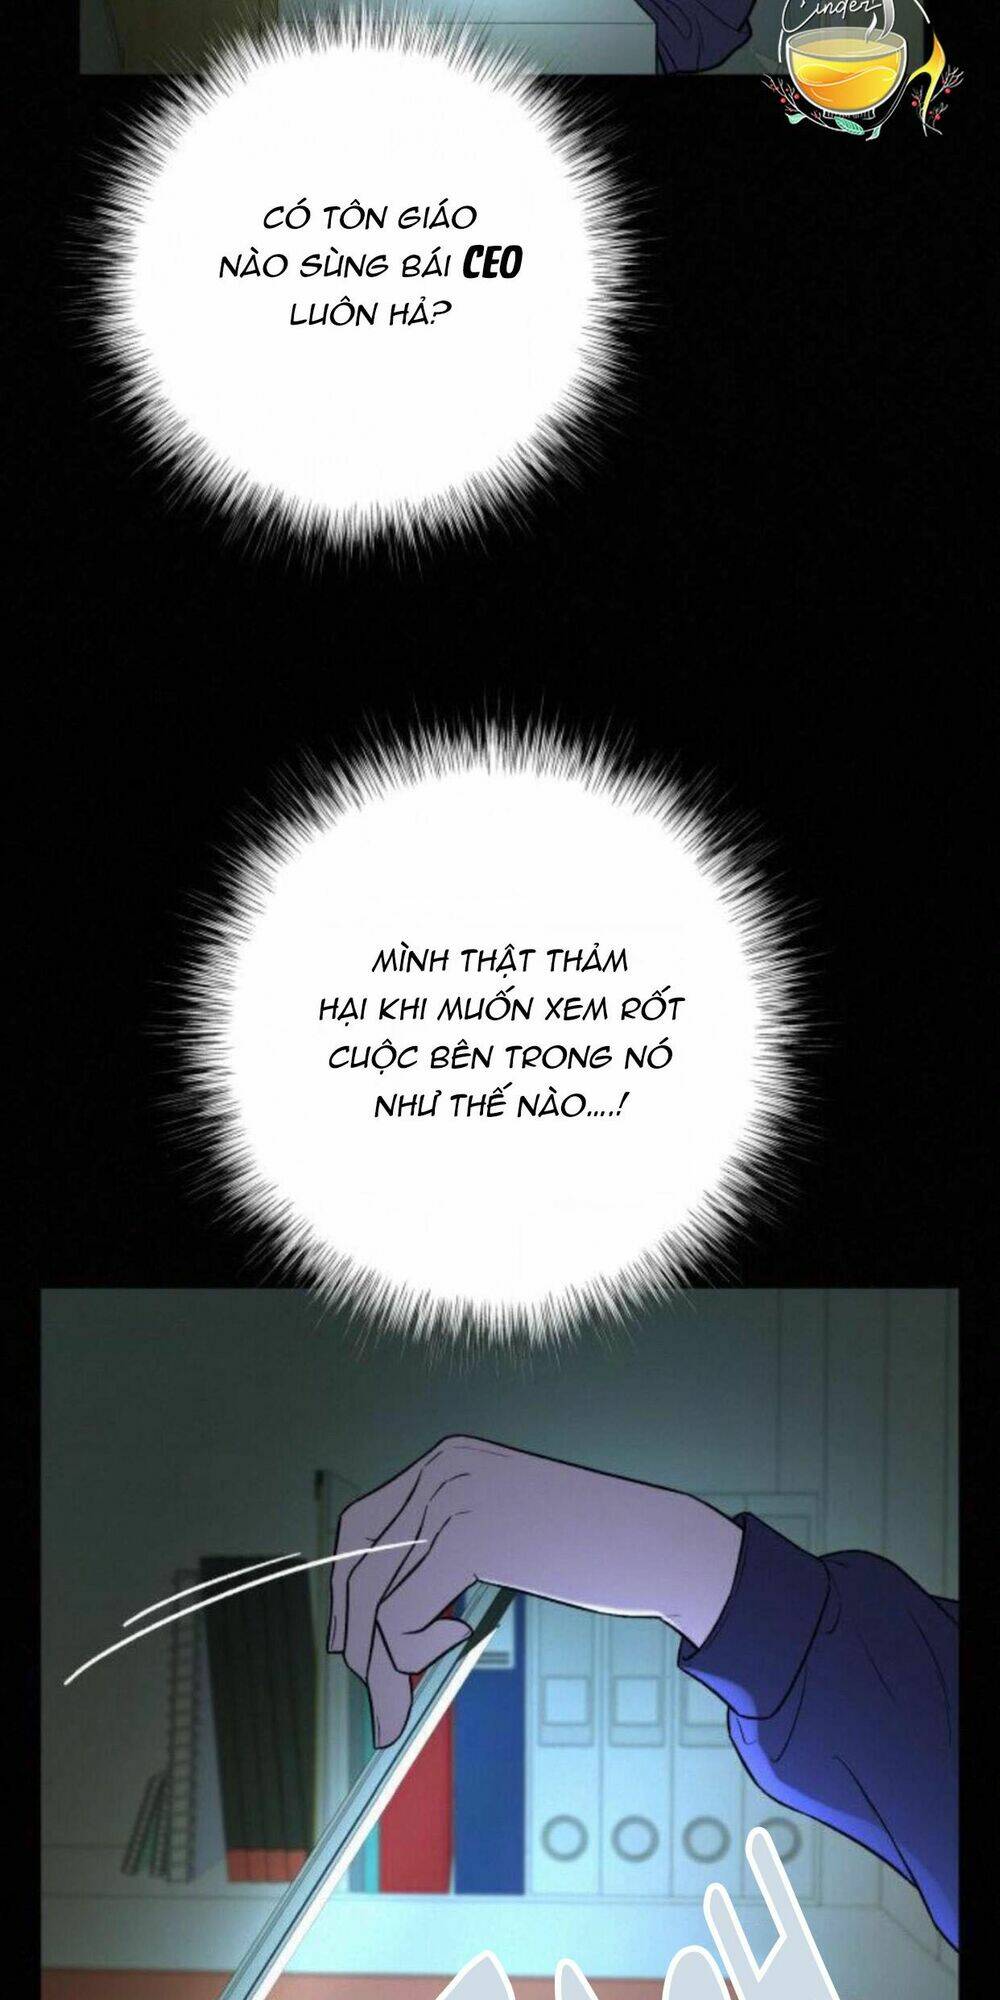 Cinder
CÓ TÔN GIÁO
NÀO SÙNG BÁI CEO
LUÔN HẢ?
MÌNH THẬT THẢM
HẠI KHI MUỐN XEM RỐT
CUỘC BÊN TRONG NÓ
NHƯ THẾ NÀO....!